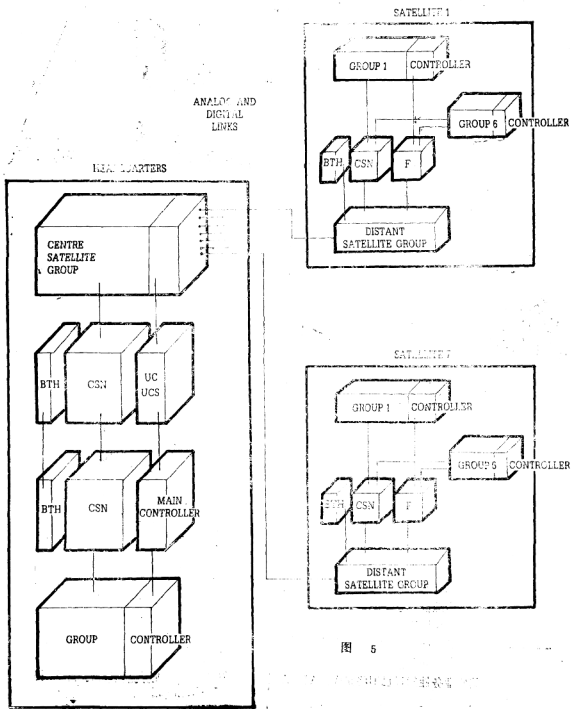 SATELLITE 1
GROUP 1
CONTROLLER
GROUP 6
CONTROLLER
BTH
CSN
F
DISTANT
SATELLITE GROUP
ANALOG AND
DIGITAL
LINKS
HEADQUARTERS
CENTRE
SATELLITE
GROUP
BTH
CSN
UC
UCS
BTH
CSN
MAIN
CONTROLLER
GROUP
CONTROLLER
SATELLITE
GROUP 1
CONTROLLER
GROUP 6
CONTROLLER
BTH
CSN
F
DISTANT
SATELLITE GROUP
图 5